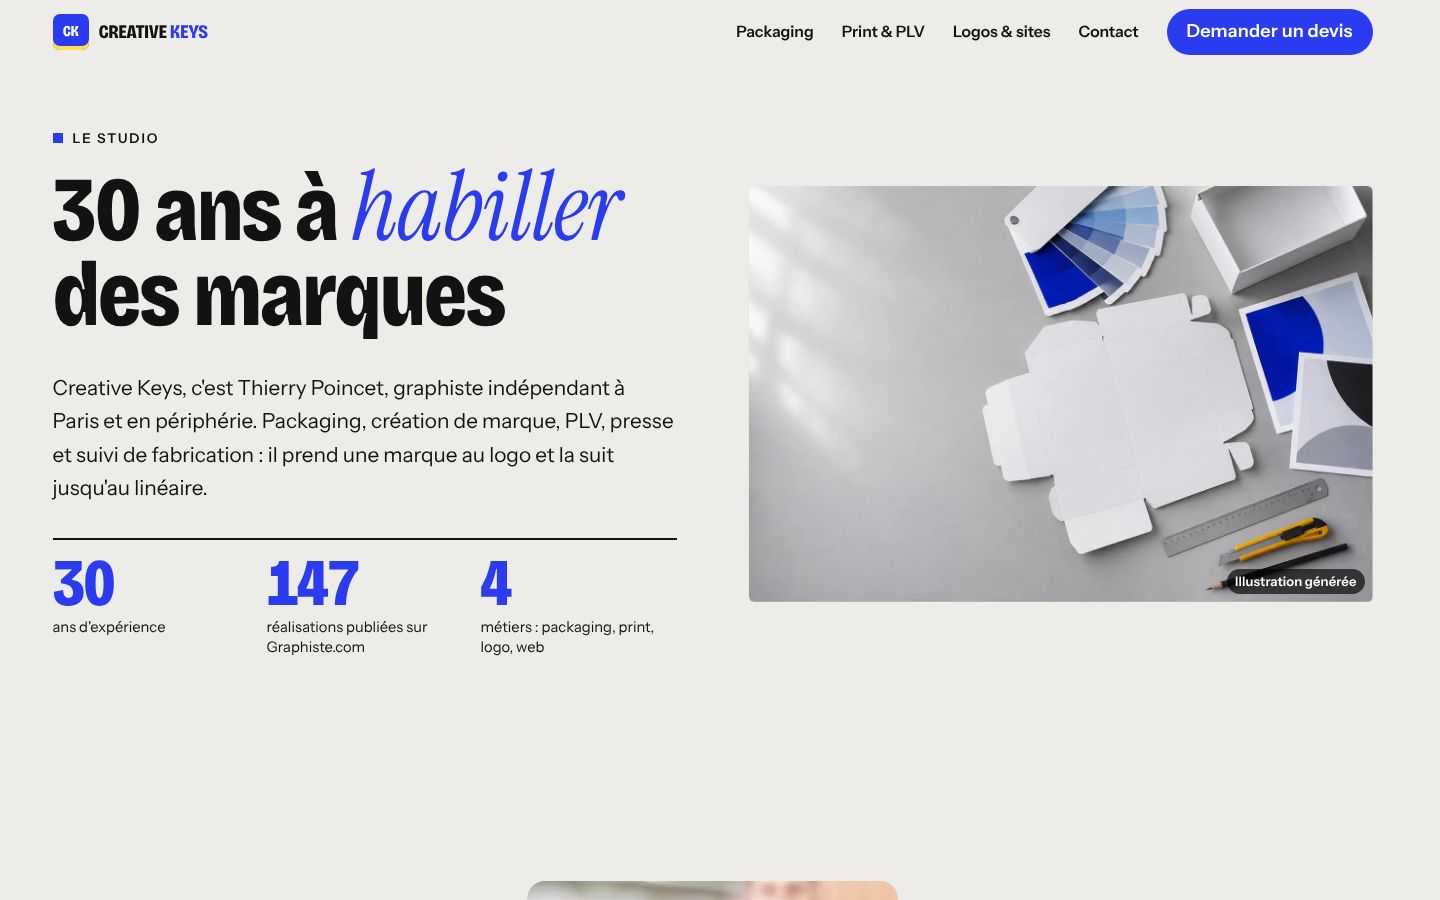 CK
CREATIVE KEYS
Packaging
Print & PLV
Logos & sites
Contact
Demander un devis
LE STUDIO
30 ans à habiller
des marques
Creative Keys, c'est Thierry Poincet, graphiste indépendant à
Paris et en périphérie. Packaging, création de marque, PLV, presse
et suivi de fabrication : il prend une marque au logo et la suit
jusqu'au linéaire.
30
ans d'expérience
147
réalisations publiées sur
Graphiste.com
4
métiers : packaging, print,
logo, web
Illustration générée